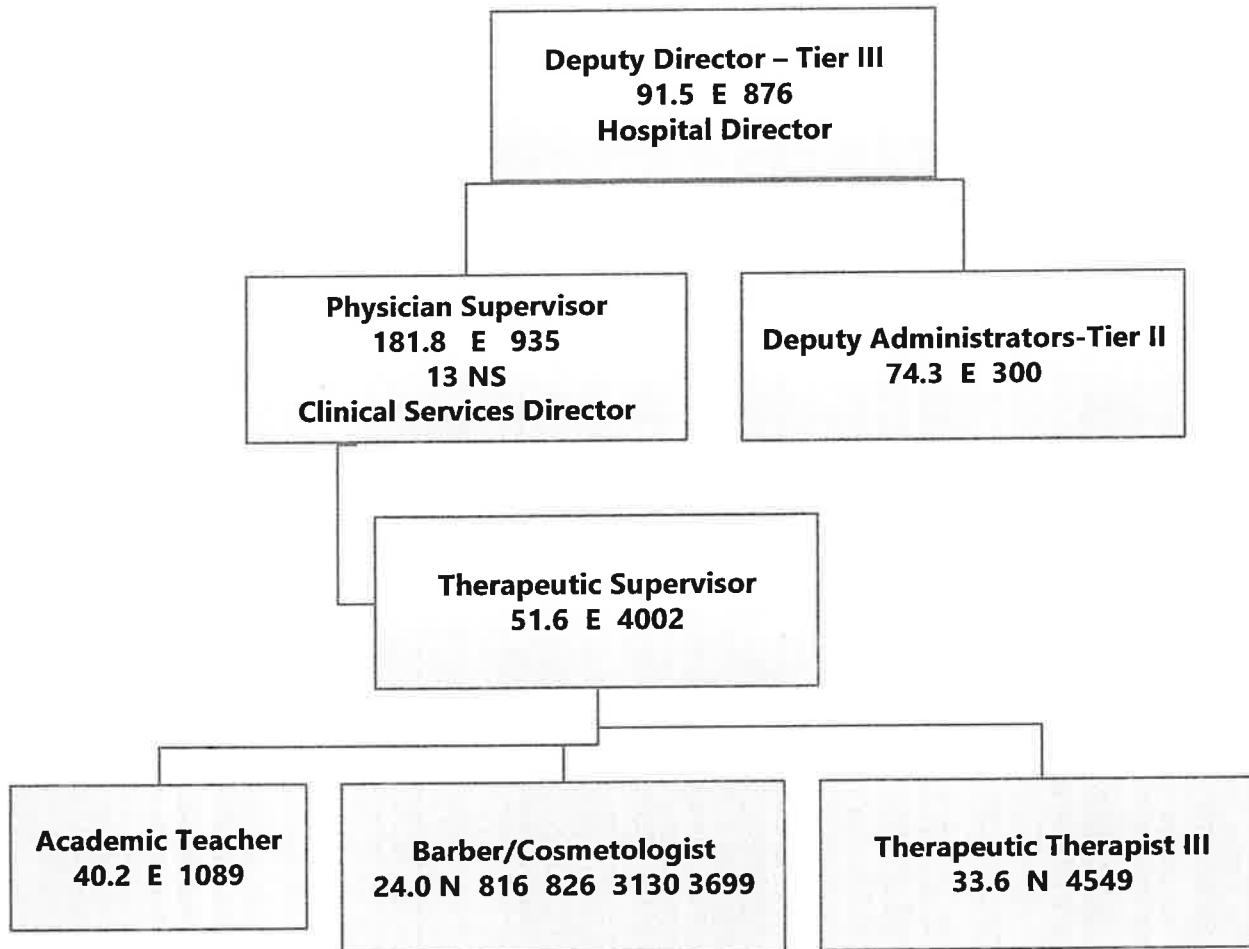 Deputy Director – Tier III
91.5 E 876
Hospital Director
Physician Supervisor
181.8 E 935
13 NS
Clinical Services Director
Deputy Administrators-Tier II
74.3 E 300
Therapeutic Supervisor
51.6 E 4002
Academic Teacher
40.2 E 1089
Barber/Cosmetologist
24.0 N 816 826 3130 3699
Therapeutic Therapist III
33.6 N 4549